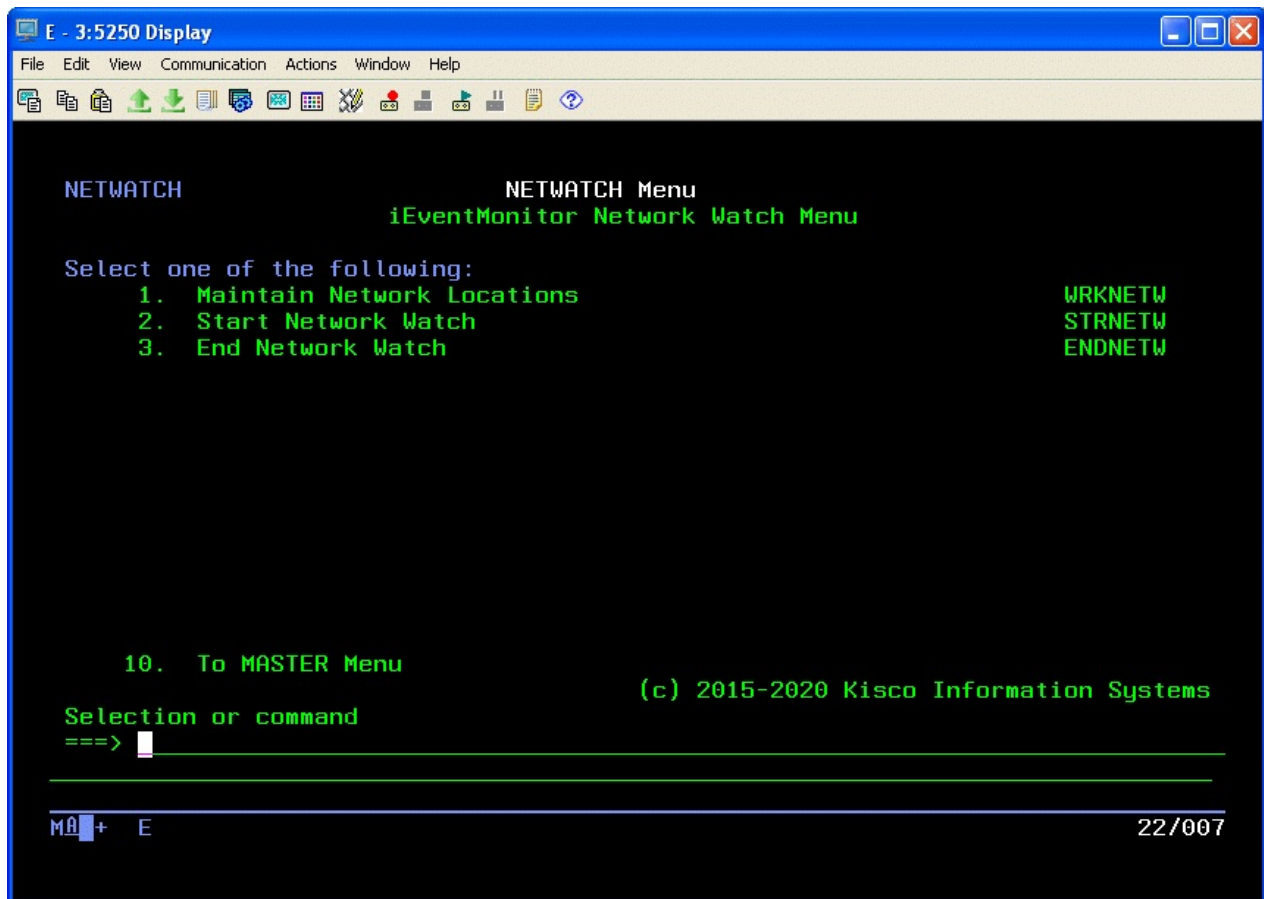 E - 3:5250 Display
File Edit View Communication Actions Window Help
NETWATCH NETWATCH Menu
iEventMonitor Network Watch Menu
Select one of the following:
1. Maintain Network Locations WRKNETW
2. Start Network Watch STRNETW
3. End Network Watch ENDNETW
10. To MASTER Menu
(c) 2015-2020 Kisco Information Systems
Selection or command
===>
MA + E 22/007